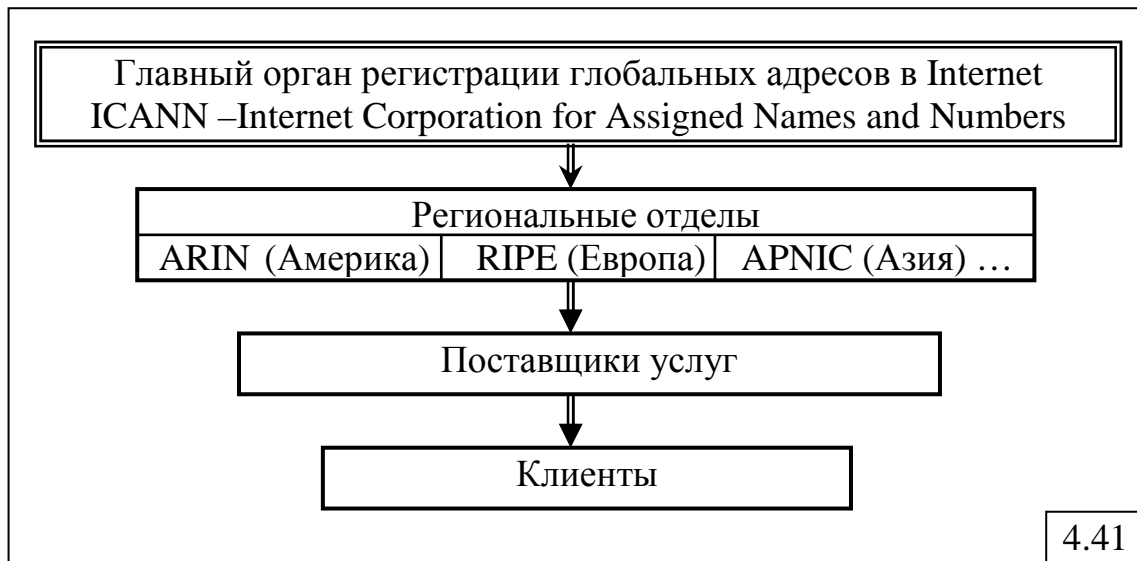 Главный орган регистрации глобальных адресов в Internet
ICANN –Internet Corporation for Assigned Names and Numbers
Региональные отделы
ARIN (Америка) RIPE (Европа) APNIC (Азия) …
Поставщики услуг
Клиенты
4.41